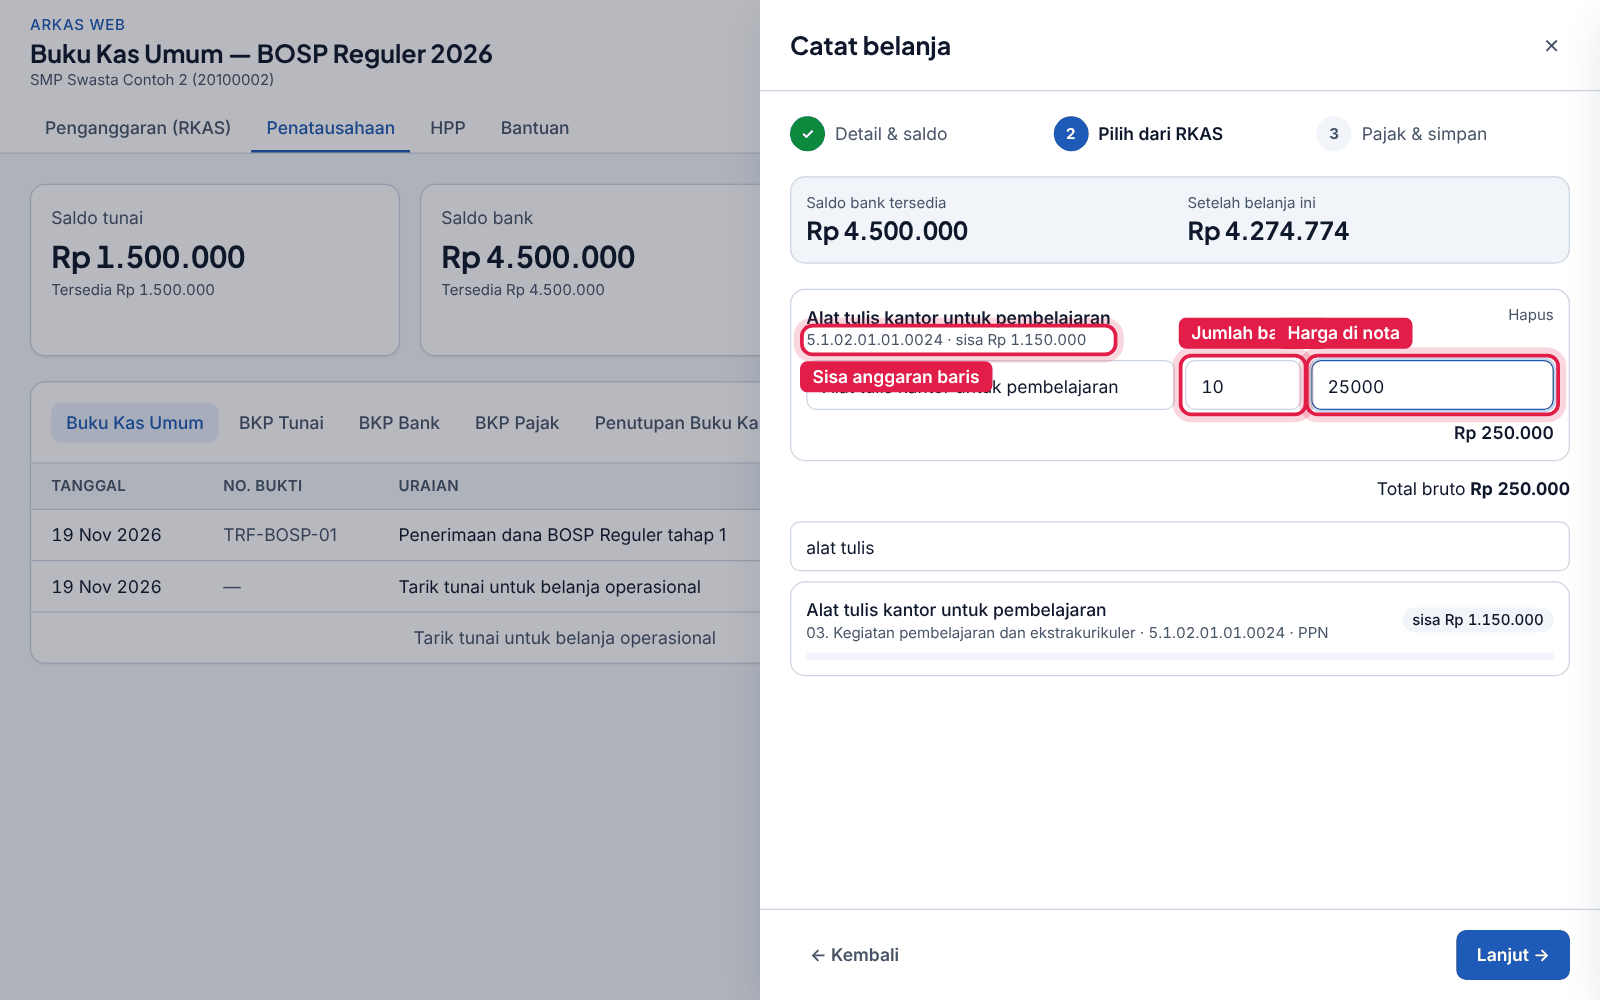 ARKAS WEB
Buku Kas Umum — BOSP Reguler 2026
SMP Swasta Contoh 2 (20100002)
Penganggaran (RKAS) Penatausahaan HPP Bantuan
Saldo tunai
Rp 1.500.000
Tersedia Rp 1.500.000
Saldo bank
Rp 4.500.000
Tersedia Rp 4.500.000
Buku Kas Umum BKP Tunai BKP Bank BKP Pajak Penutupan Buku Ka
TANGGAL NO. BUKTI URAIAN
19 Nov 2026 TRF-BOSP-01 Penerimaan dana BOSP Reguler tahap 1
19 Nov 2026 — Tarik tunai untuk belanja operasional
Tarik tunai untuk belanja operasional
Catat belanja
Detail & saldo 2 Pilih dari RKAS 3 Pajak & simpan
Saldo bank tersedia
Rp 4.500.000
Setelah belanja ini
Rp 4.274.774
Alat tulis kantor untuk pembelajaran
Hapus
5.1.02.01.01.0024 · sisa Rp 1.150.000
Jumlah ba Harga di nota
Sisa anggaran baris
pembelajaran
10
25000
Rp 250.000
Total bruto Rp 250.000
alat tulis
Alat tulis kantor untuk pembelajaran
03. Kegiatan pembelajaran dan ekstrakurikuler · 5.1.02.01.01.0024 · PPN
sisa Rp 1.150.000
← Kembali
Lanjut →